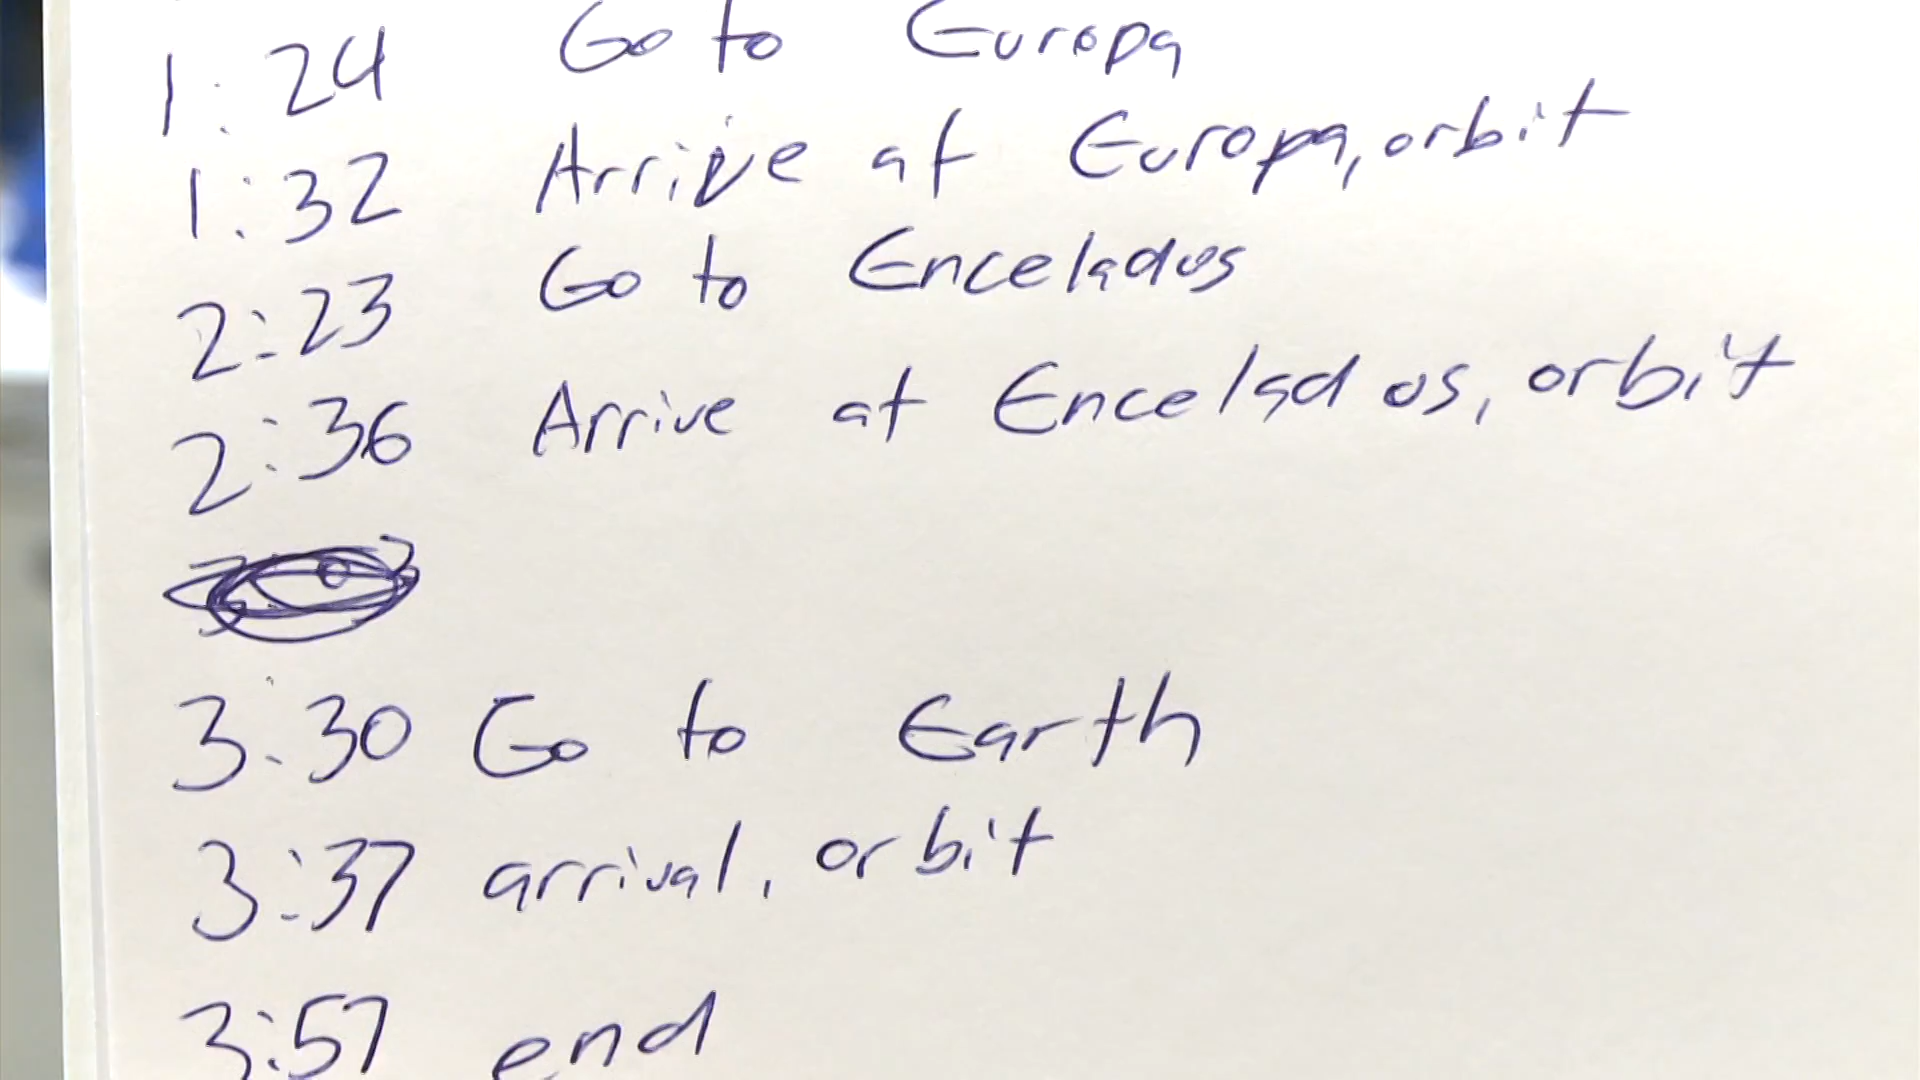 1:24 Go to Europa
1:32 Arrive at Europa, orbit
2:23 Go to Enceladus
2:36 Arrive at Enceladus, orbit
3:30 Go to Earth
3:37 arrival, orbit
3:57 end